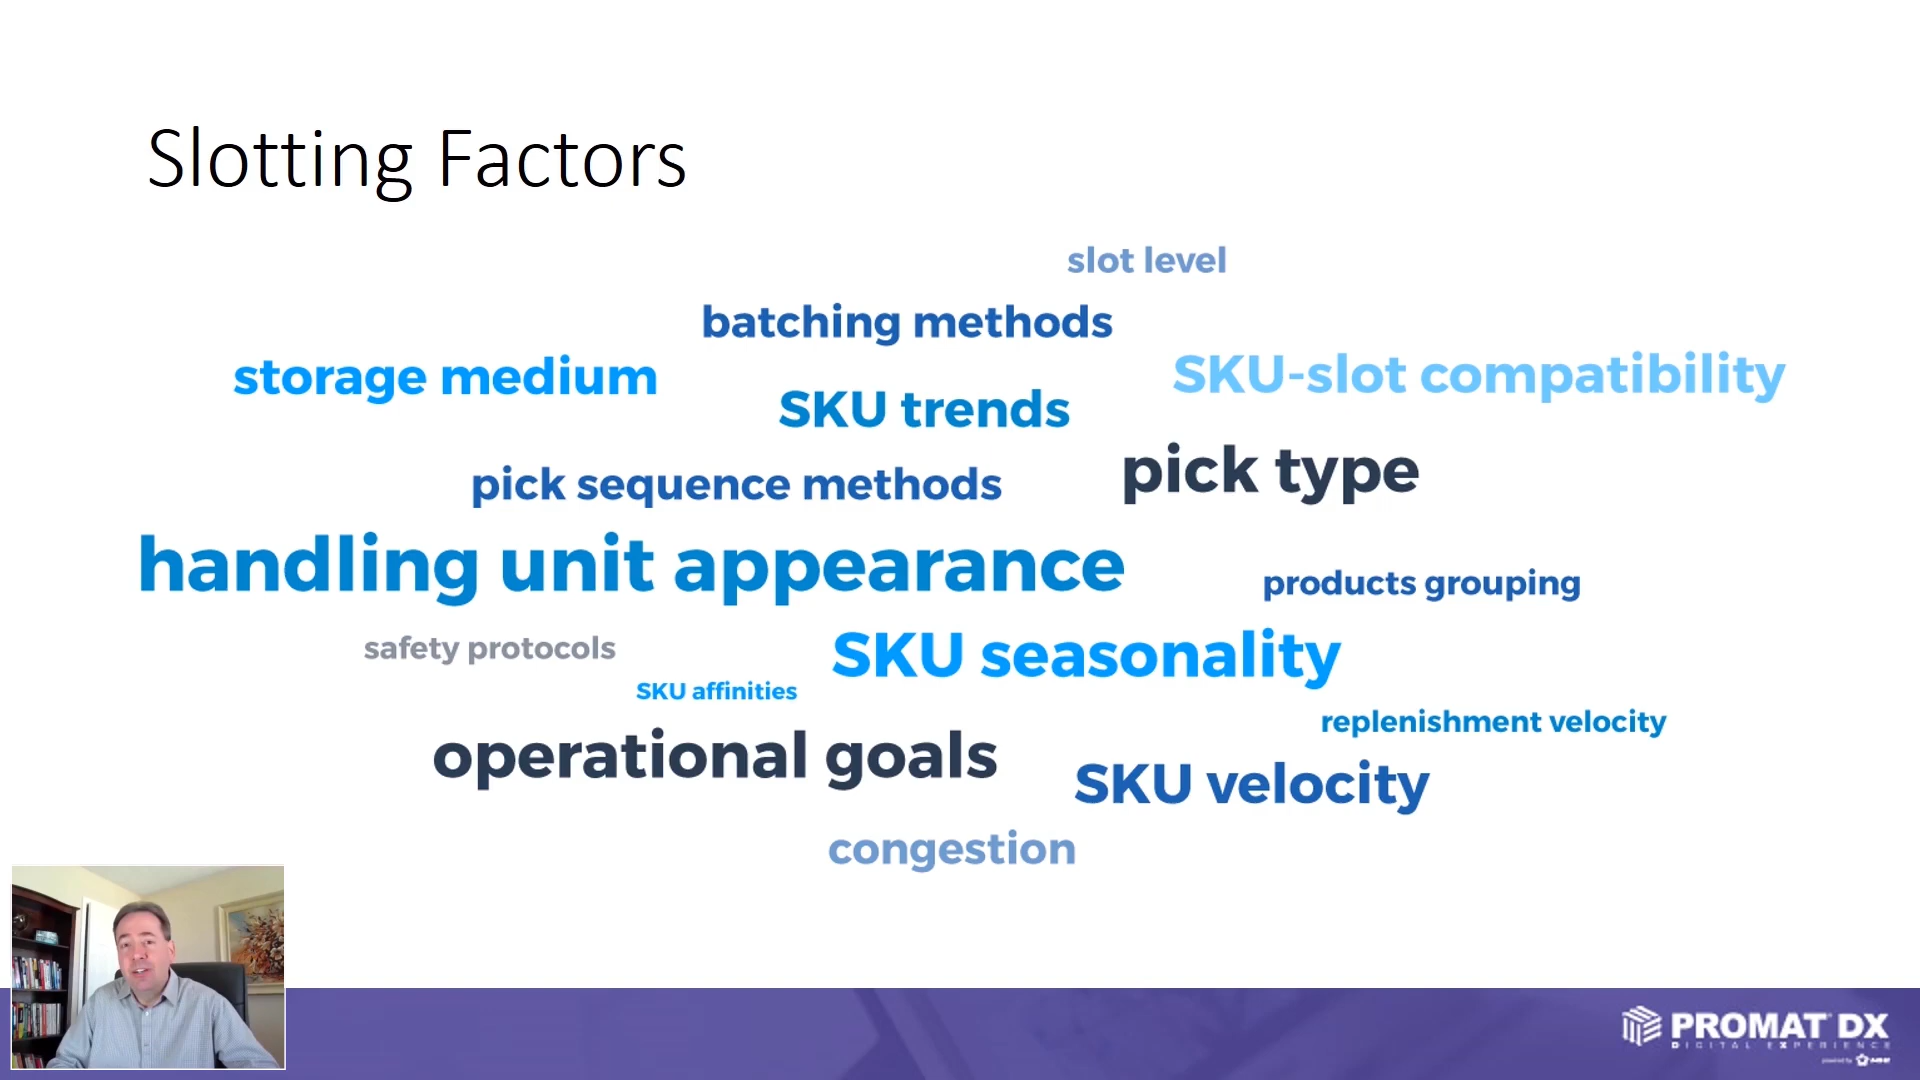 Slotting Factors
slot level
batching methods
storage medium
SKU-slot compatibility
SKU trends
pick type
pick sequence methods
handling unit appearance
products grouping
safety protocols
SKU seasonality
SKU affinities
replenishment velocity
operational goals
SKU velocity
congestion
PROMAT DX
DIGITAL EXPERIENCE
powered by